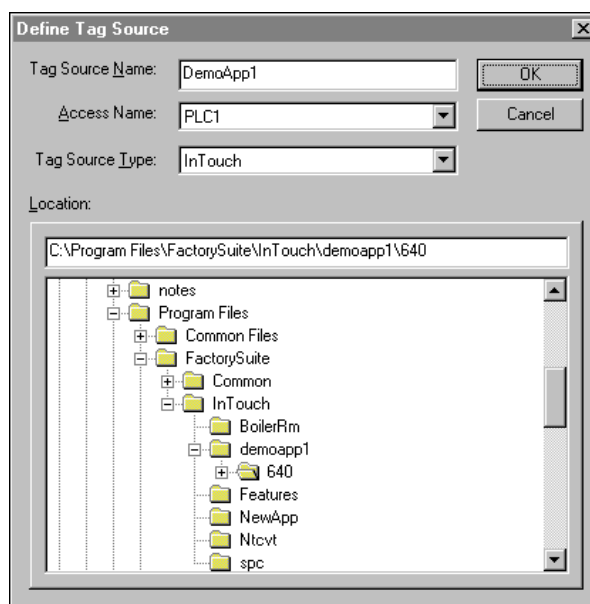 Define Tag Source
Tag Source Name: DemoApp1 OK
Access Name: PLC1 Cancel
Tag Source Type: InTouch
Location:
C:\Program Files\FactorySuite\InTouch\demoapp1\640
notes
Program Files
Common Files
FactorySuite
Common
InTouch
BoilerRm
demoapp1
640
Features
NewApp
Ntcvt
spc